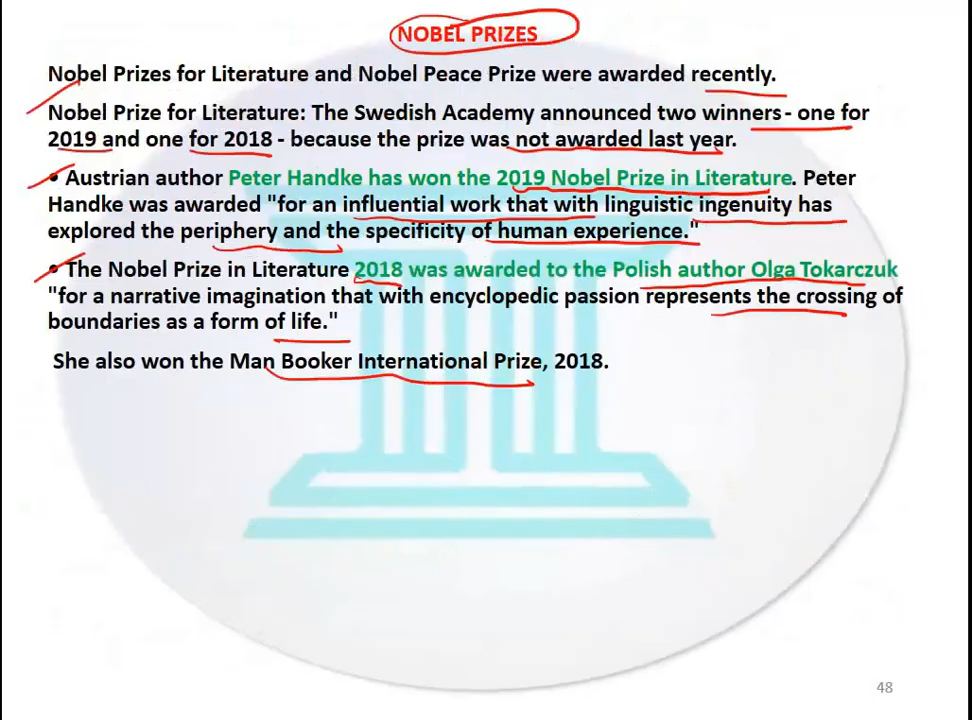 NOBEL PRIZES
Nobel Prizes for Literature and Nobel Peace Prize were awarded recently.
Nobel Prize for Literature: The Swedish Academy announced two winners - one for
2019 and one for 2018 - because the prize was not awarded last year.
• Austrian author Peter Handke has won the 2019 Nobel Prize in Literature. Peter
Handke was awarded "for an influential work that with linguistic ingenuity has
explored the periphery and the specificity of human experience."
• The Nobel Prize in Literature 2018 was awarded to the Polish author Olga Tokarczuk
"for a narrative imagination that with encyclopedic passion represents the crossing of
boundaries as a form of life."
She also won the Man Booker International Prize, 2018.
48